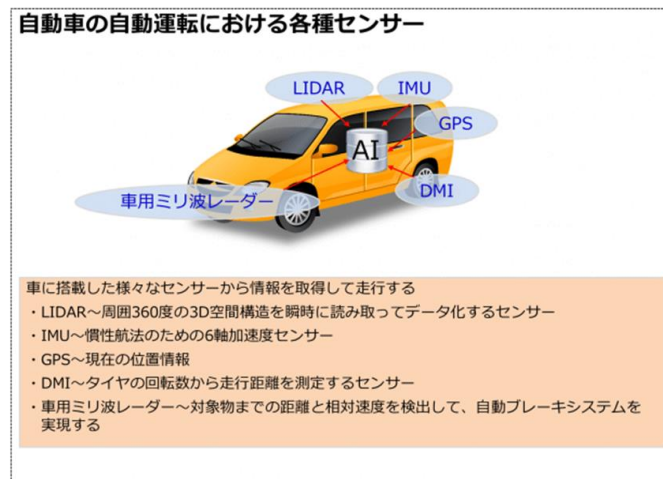 自動車の自動運転における各種センサー
LIDAR
IMU
GPS
AI
DMI
車用ミリ波レーダー
車に搭載した様々なセンサーから情報を取得して走行する
・LIDAR～周囲360度の3D空間構造を瞬時に読み取ってデータ化するセンサー
・IMU～慣性航法のための6軸加速度センサー
・GPS～現在の位置情報
・DMI～タイヤの回転数から走行距離を測定するセンサー
・車用ミリ波レーダー～対象物までの距離と相対速度を検出して、自動ブレーキシステムを
実現する